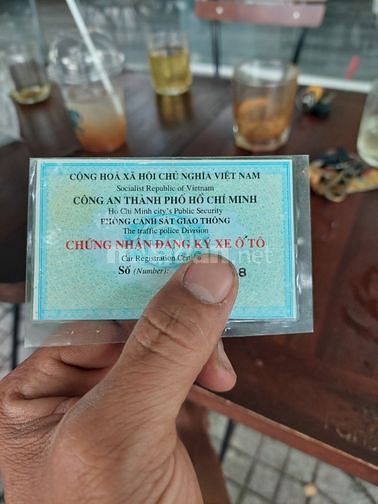 CỘNG HOÀ XÃ HỘI CHỦ NGHĨA VIỆT NAM
Socialist Republic of Vietnam
CÔNG AN THÀNH PHỐ HỒ CHÍ MINH
Ho Chi Minh city's Public Security
PHÒNG CẢNH SÁT GIAO THÔNG
The traffic police Division
CHỨNG NHẬN ĐĂNG KÝ XE Ô TÔ
Car Registration
Số (Number):
8